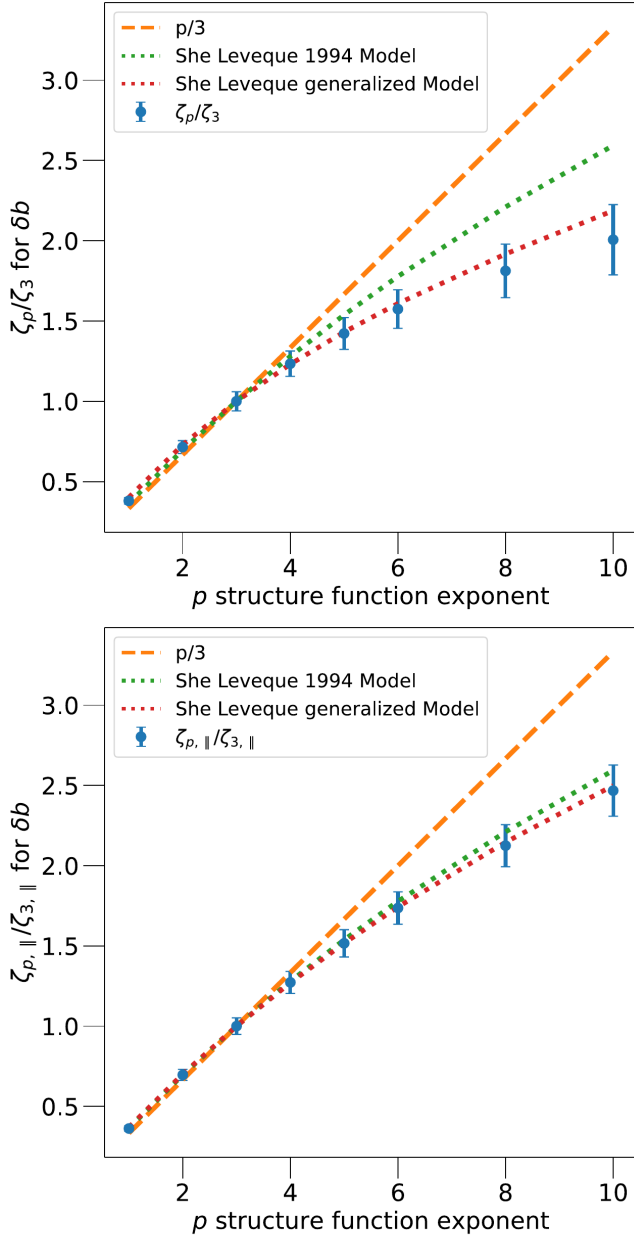 p/3
She Leveque 1994 Model
She Leveque generalized Model
ζp/ζ3
3.0
2.5
2.0
1.5
1.0
0.5
ζp/ζ3 for δb
2 4 6 8 10
p structure function exponent
p/3
She Leveque 1994 Model
She Leveque generalized Model
ζp, ∥/ζ3, ∥
3.0
2.5
2.0
1.5
1.0
0.5
ζp, ∥/ζ3, ∥ for δb
2 4 6 8 10
p structure function exponent